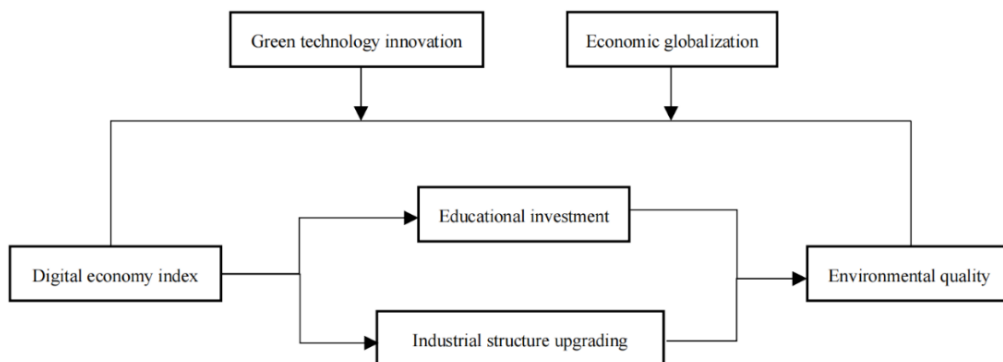 Green technology innovation
Economic globalization
Educational investment
Digital economy index
Environmental quality
Industrial structure upgrading